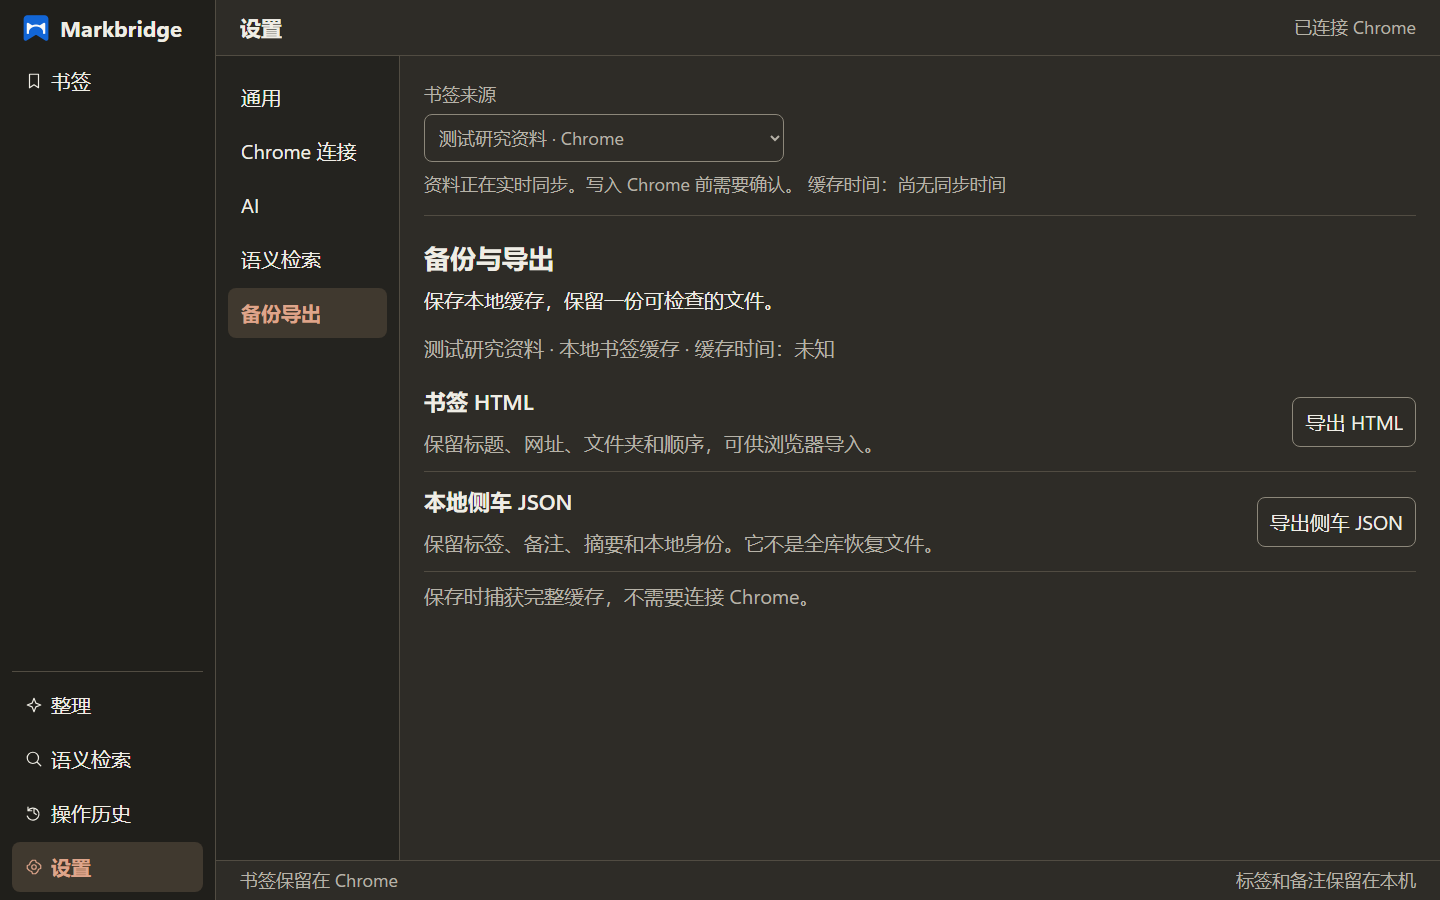 Markbridge
书签
整理
语义检索
操作历史
设置
设置
已连接 Chrome
通用
Chrome 连接
AI
语义检索
备份导出
书签来源
测试研究资料 · Chrome
资料正在实时同步。写入 Chrome 前需要确认。 缓存时间：尚无同步时间
备份与导出
保存本地缓存，保留一份可检查的文件。
测试研究资料 · 本地书签缓存 · 缓存时间：未知
书签 HTML
保留标题、网址、文件夹和顺序，可供浏览器导入。
导出 HTML
本地侧车 JSON
保留标签、备注、摘要和本地身份。它不是全库恢复文件。
导出侧车 JSON
保存时捕获完整缓存，不需要连接 Chrome。
书签保留在 Chrome
标签和备注保留在本机